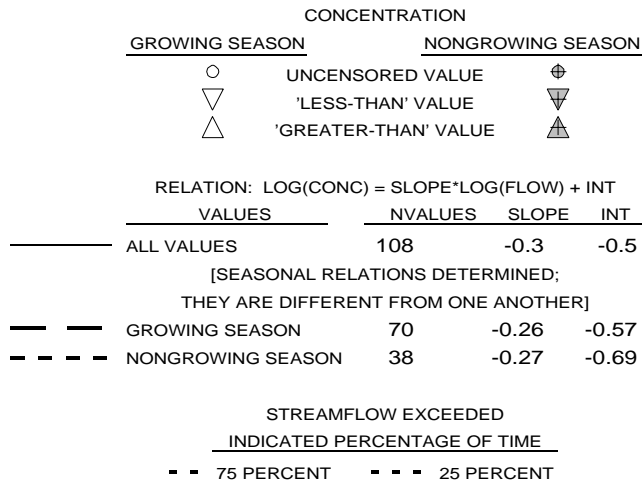 CONCENTRATION
GROWING SEASON NONGROWING SEASON
UNCENSORED VALUE
'LESS-THAN' VALUE
'GREATER-THAN' VALUE
RELATION: LOG(CONC) = SLOPE*LOG(FLOW) + INT
VALUES NVALUES SLOPE INT
ALL VALUES 108 -0.3 -0.5
[SEASONAL RELATIONS DETERMINED;
THEY ARE DIFFERENT FROM ONE ANOTHER]
GROWING SEASON 70 -0.26 -0.57
NONGROWING SEASON 38 -0.27 -0.69
STREAMFLOW EXCEEDED
INDICATED PERCENTAGE OF TIME
75 PERCENT 25 PERCENT